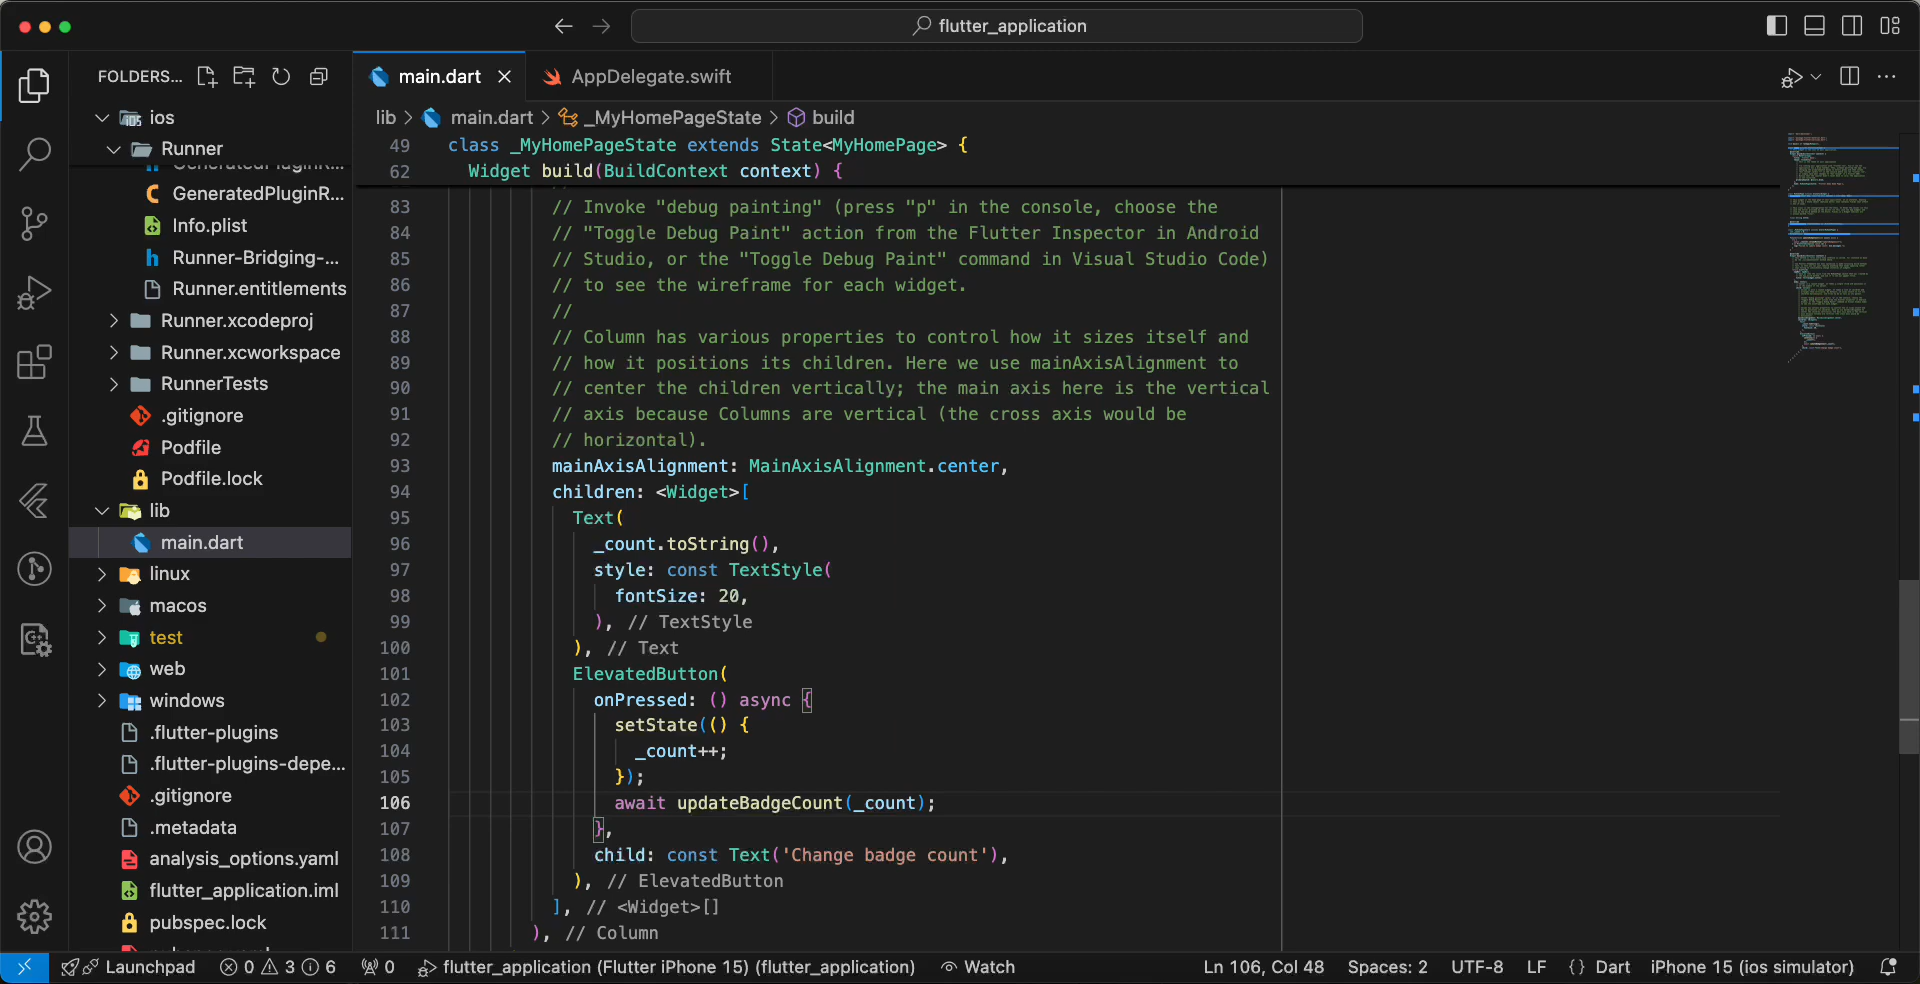 flutter_application
FOLDERS...
ios
Runner
GeneratedPluginR...
GeneratedPluginR...
Info.plist
Runner-Bridging-...
Runner.entitlements
Runner.xcodeproj
Runner.xcworkspace
RunnerTests
.gitignore
Podfile
Podfile.lock
lib
main.dart
linux
macos
test
web
windows
.flutter-plugins
.flutter-plugins-depe...
.gitignore
.metadata
analysis_options.yaml
flutter_application.iml
pubspec.lock
main.dart
AppDelegate.swift
lib > main.dart > _MyHomePageState > build
49 class _MyHomePageState extends State<MyHomePage> {
62 Widget build(BuildContext context) {
83 // Invoke "debug painting" (press "p" in the console, choose the
84 // "Toggle Debug Paint" action from the Flutter Inspector in Android
85 // Studio, or the "Toggle Debug Paint" command in Visual Studio Code)
86 // to see the wireframe for each widget.
87 //
88 // Column has various properties to control how it sizes itself and
89 // how it positions its children. Here we use mainAxisAlignment to
90 // center the children vertically; the main axis here is the vertical
91 // axis because Columns are vertical (the cross axis would be
92 // horizontal).
93 mainAxisAlignment: MainAxisAlignment.center,
94 children: <Widget>[
95 Text(
96 _count.toString(),
97 style: const TextStyle(
98 fontSize: 20,
99 ), // TextStyle
100 ), // Text
101 ElevatedButton(
102 onPressed: () async {
103 setState(() {
104 _count++;
105 });
106 await updateBadgeCount(_count);
107 },
108 child: const Text('Change badge count'),
109 ), // ElevatedButton
110 ], // <Widget>[]
111 ), // Column
Launchpad 0 3 6 0 flutter_application (Flutter iPhone 15) (flutter_application) Watch Ln 106, Col 48 Spaces: 2 UTF-8 LF {} Dart iPhone 15 (ios simulator)